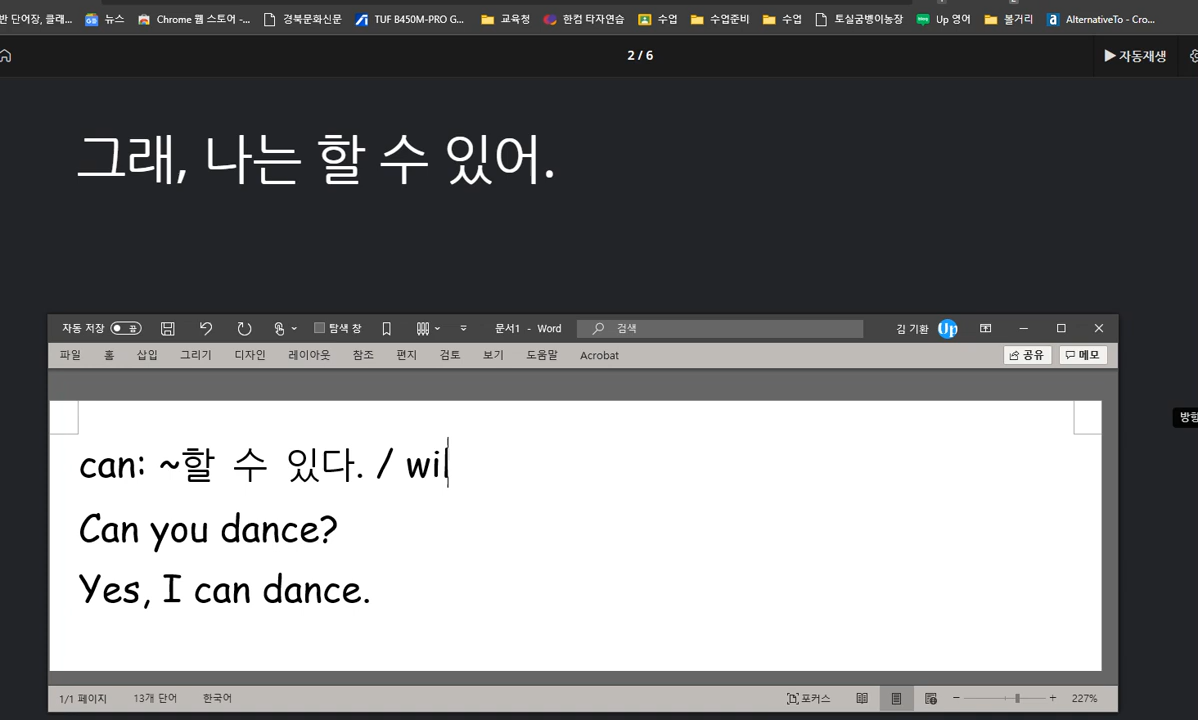 반 단어장, 클래... 뉴스 Chrome 웹 스토어 -... 경북문화신문 TUF B450M-PRO G... 교육청 한컴 타자연습 수업 수업준비 수업 토실굼벵이농장 Up 영어 볼거리 AlternativeTo - Cro...
2 / 6 자동재생
그래, 나는 할 수 있어.
자동 저장 끔 탐색 창 문서1 - Word 검색 김 기환 Up
파일 홈 삽입 그리기 디자인 레이아웃 참조 편지 검토 보기 도움말 Acrobat 공유 메모
방향
can: ~할 수 있다. / wil
Can you dance?
Yes, I can dance.
1/1 페이지 13개 단어 한국어 포커스 227%